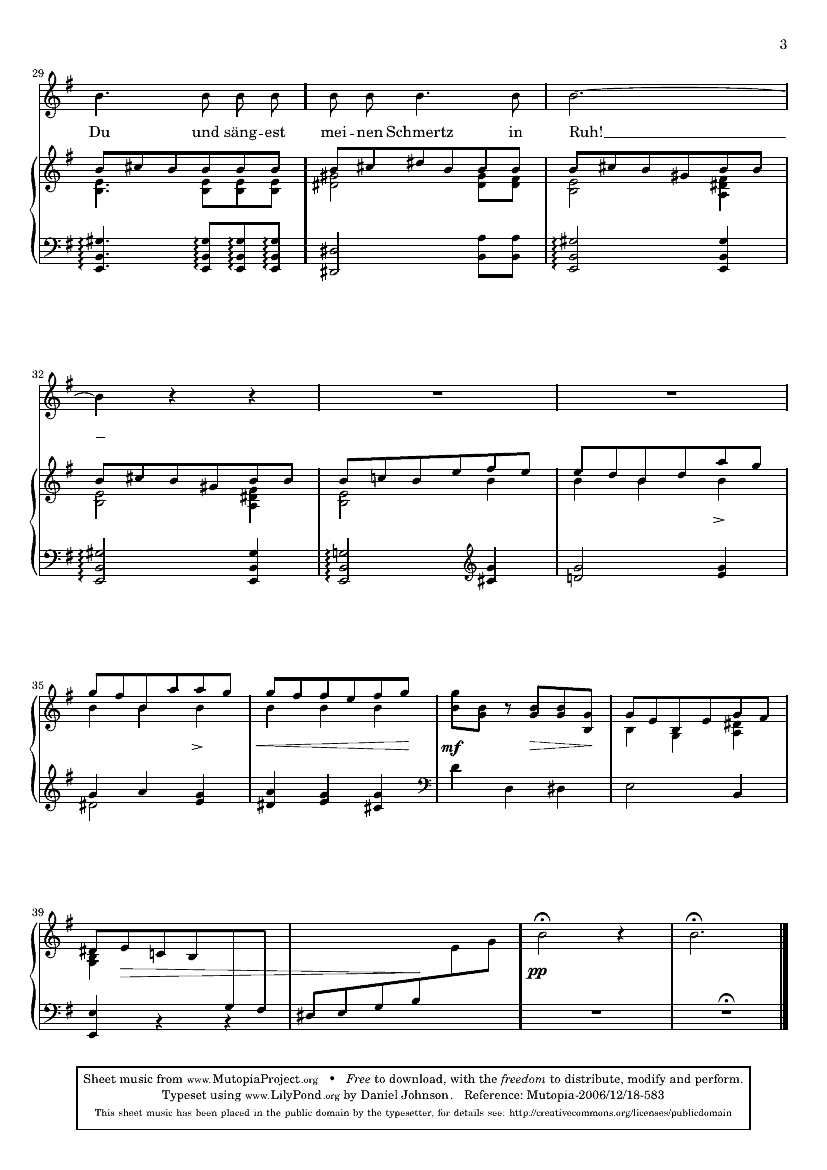 3
29
Du und säng-est mei-nen Schmertz in Ruh!
32
35
mf
39
pp
Sheet music from www.MutopiaProject.org • Free to download, with the freedom to distribute, modify and perform.
Typeset using www.LilyPond.org by Daniel Johnson. Reference: Mutopia-2006/12/18-583
This sheet music has been placed in the public domain by the typesetter, for details see: http://creativecommons.org/licenses/publicdomain